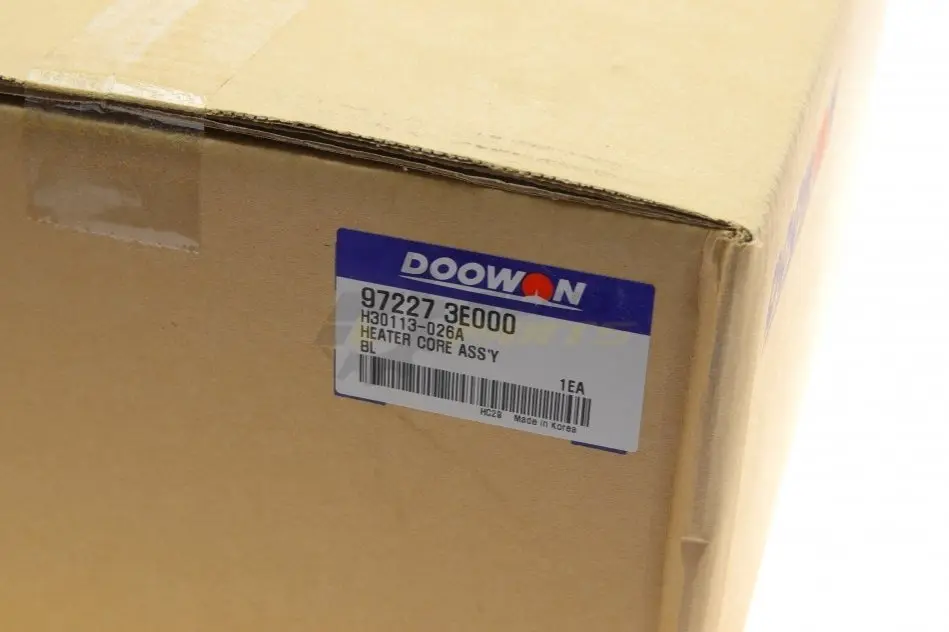 DOOWON
97227 3E000
H30113-026A
HEATER CORE ASS'Y
BL
1EA
HC28 Made in Korea